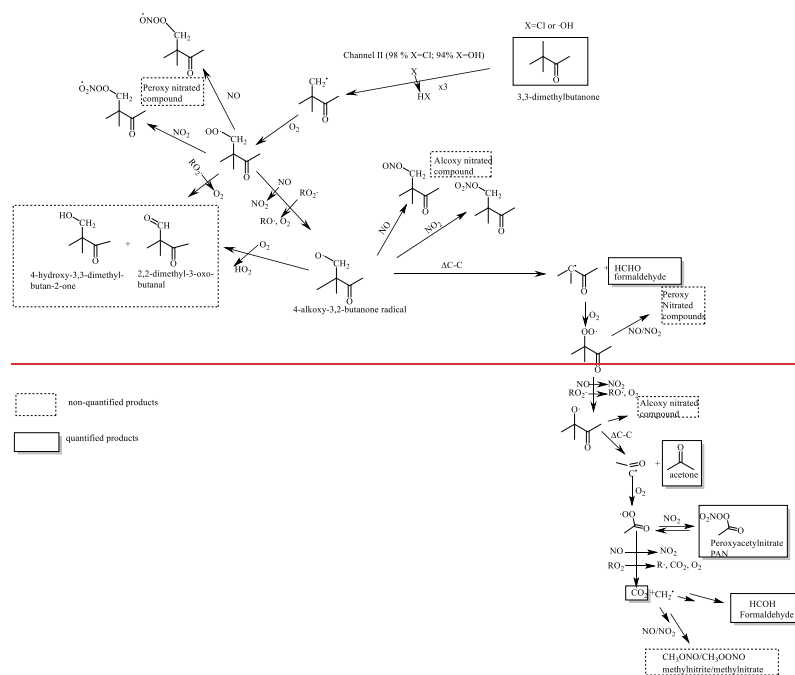 ȮNOO
CH2
O
NO
Ȯ2NOO
CH2
O
Peroxy nitrated
compound
NO2
Channel II (98 % X=Cl; 94% X=OH)
X
x3
HX
X=Cl or ·OH
O
3,3-dimethylbutanone
CH2•
O
O2
OO
CH2
O
RO2
O2
NO
NO2
RO2·
RO·, O2
ONO
CH2
O
Alcoxy nitrated
compound
O2NO
CH2
O
NO
NO2
HO
CH2
O
+
O
CH
O
4-hydroxy-3,3-dimethyl-
butan-2-one
2,2-dimethyl-3-oxo-
butanal
O2
HO2
O
CH2
O
4-alkoxy-3,2-butanone radical
ΔC-C
C•
O
+
HCHO
formaldehyde
O2
Peroxy
Nitrated
compounds
NO/NO2
OO·
O
NO
NO2
RO2·
RO·, O2
non-quantified products
quantified products
O·
O
Alcoxy nitrated
compound
ΔC-C
O
C•
+
O
acetone
O2
·OO
O
NO2
O2NOO
O
Peroxyacetylnitrate
PAN
NO
NO2
RO2
R·, CO2, O2
CO2
+CH2•
HCOH
Formaldehyde
NO/NO2
CH3ONO/CH3OONO
methylnitrite/methylnitrate